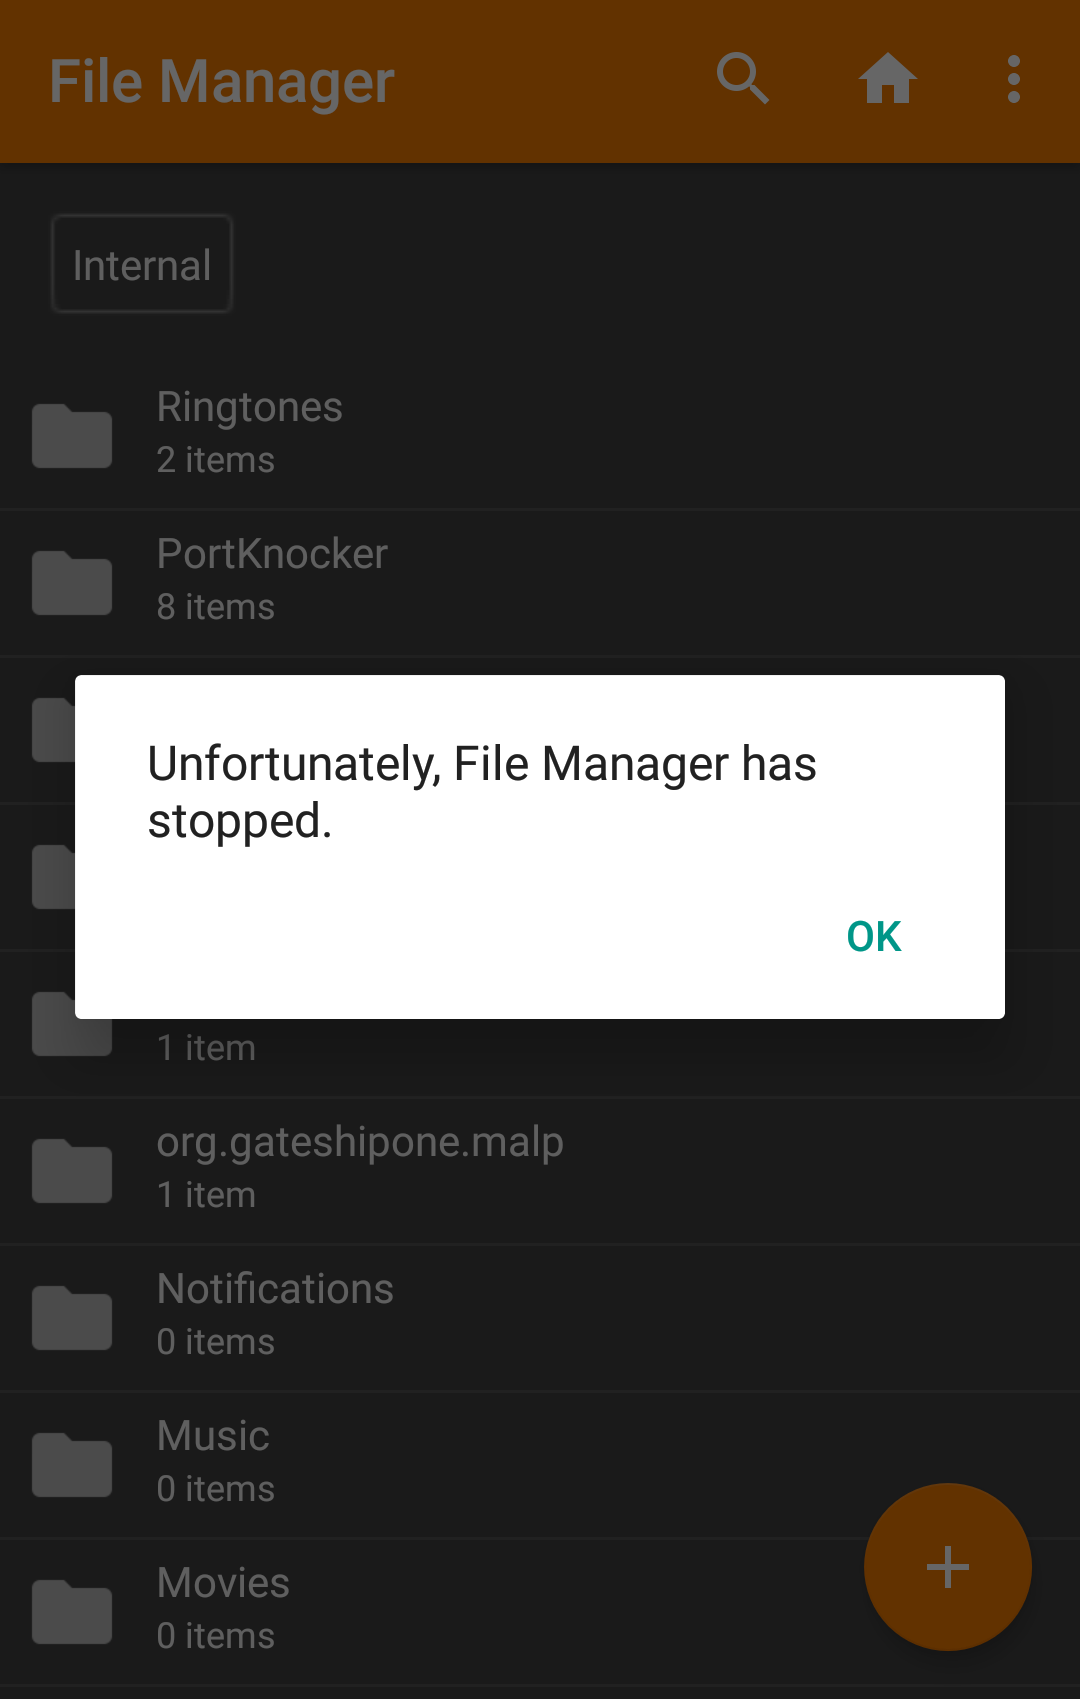 File Manager
Internal
Ringtones
2 items
PortKnocker
8 items
Unfortunately, File Manager has
stopped.
OK
1 item
org.gateshipone.malp
1 item
Notifications
0 items
Music
0 items
Movies
0 items